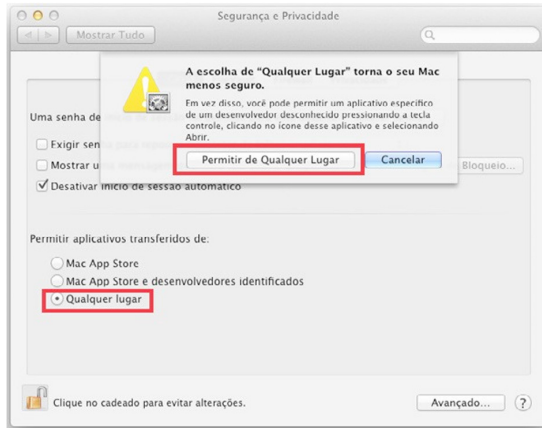 Segurança e Privacidade
Mostrar Tudo
A escolha de “Qualquer Lugar” torna o seu Mac
menos seguro.
Em vez disso, você pode permitir um aplicativo específico
de um desenvolvedor desconhecido pressionando a tecla
controle, clicando no ícone desse aplicativo e selecionando
Abrir.
Permitir de Qualquer Lugar
Cancelar
Uma senha de
Exigir
Mostrar
Bloqueio...
Desativar início de sessão automático
Permitir aplicativos transferidos de:
Mac App Store
Mac App Store e desenvolvedores identificados
Qualquer lugar
Clique no cadeado para evitar alterações.
Avançado...
?